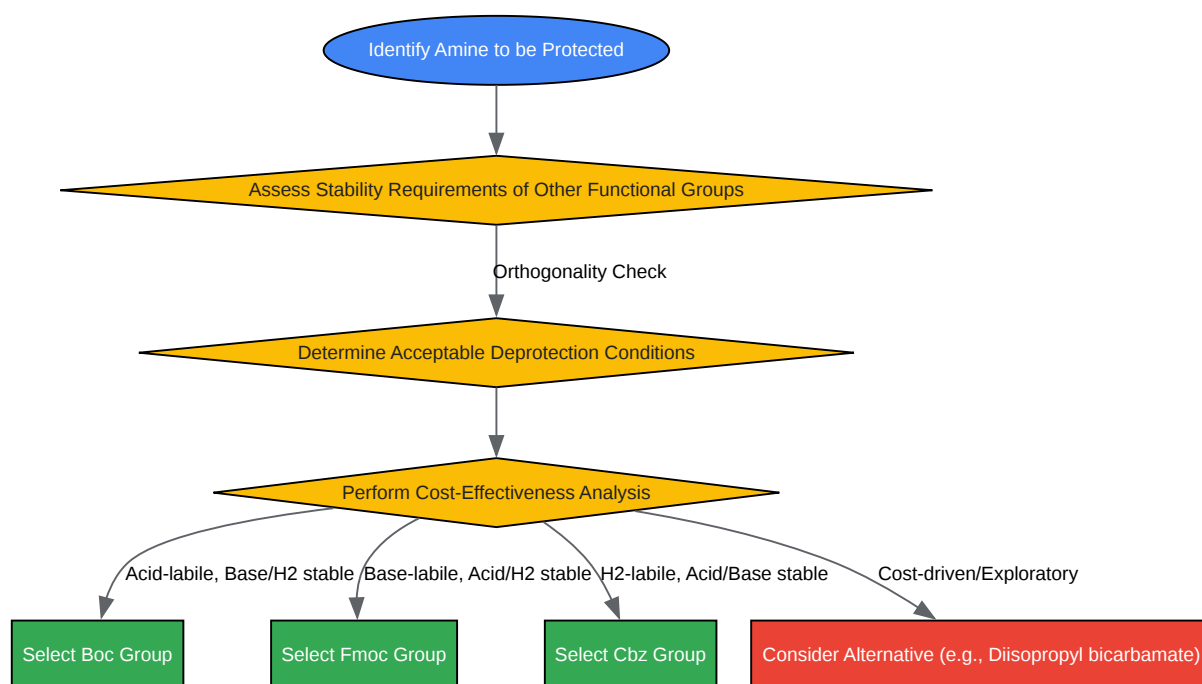 Identify Amine to be Protected
Assess Stability Requirements of Other Functional Groups
Orthogonality Check
Determine Acceptable Deprotection Conditions
Perform Cost-Effectiveness Analysis
Acid-labile, Base/H2 stable
Base-labile, Acid/H2 stable
H2-labile, Acid/Base stable
Cost-driven/Exploratory
Select Boc Group
Select Fmoc Group
Select Cbz Group
Consider Alternative (e.g., Diisopropyl bicarbamate)